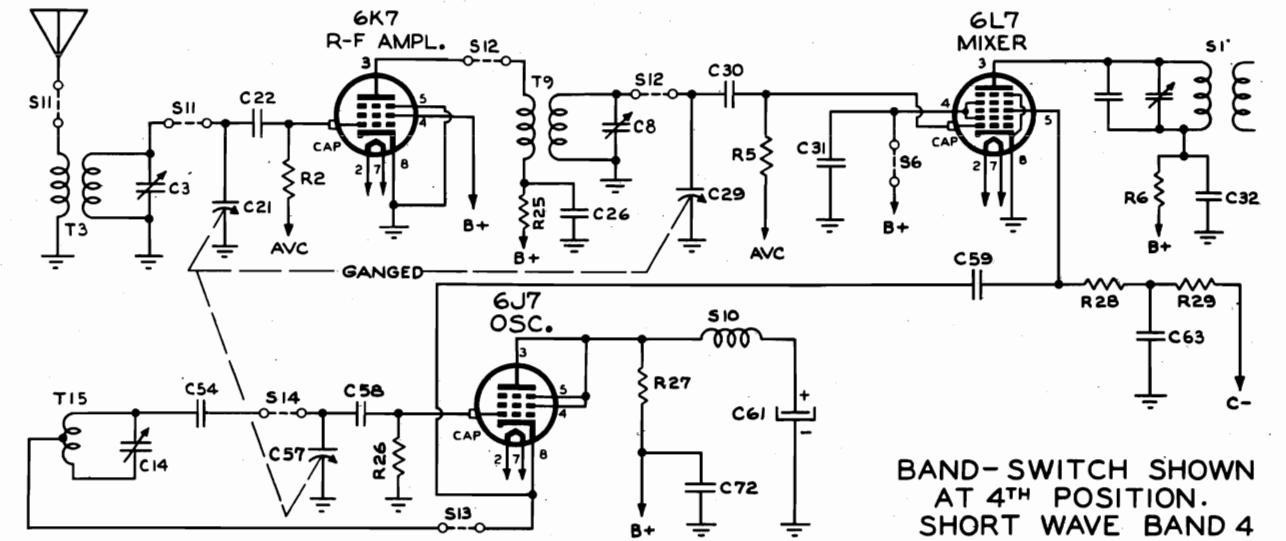 6K7
R-F AMPL.
S12
6L7
MIXER
S1'
3
3
T9
S12
C30
S11
S11
C22
5
4
4
5
C8
CAP
CAP
C31
S6
R5
R2
2 7 8
2 7 8
C3
C21
C29
R6
C32
T3
R25
C26
B+
B+
AVC
B+
AVC
B+
GANGED
C59
6J7
OSC.
S10
R28
R29
3
C63
R27
T15
C54
S14
C58
5
4
C61
+
-
C-
CAP
C14
C57
R26
2 7 8
C72
S13
B+
BAND-SWITCH SHOWN
AT 4TH POSITION.
SHORT WAVE BAND 4